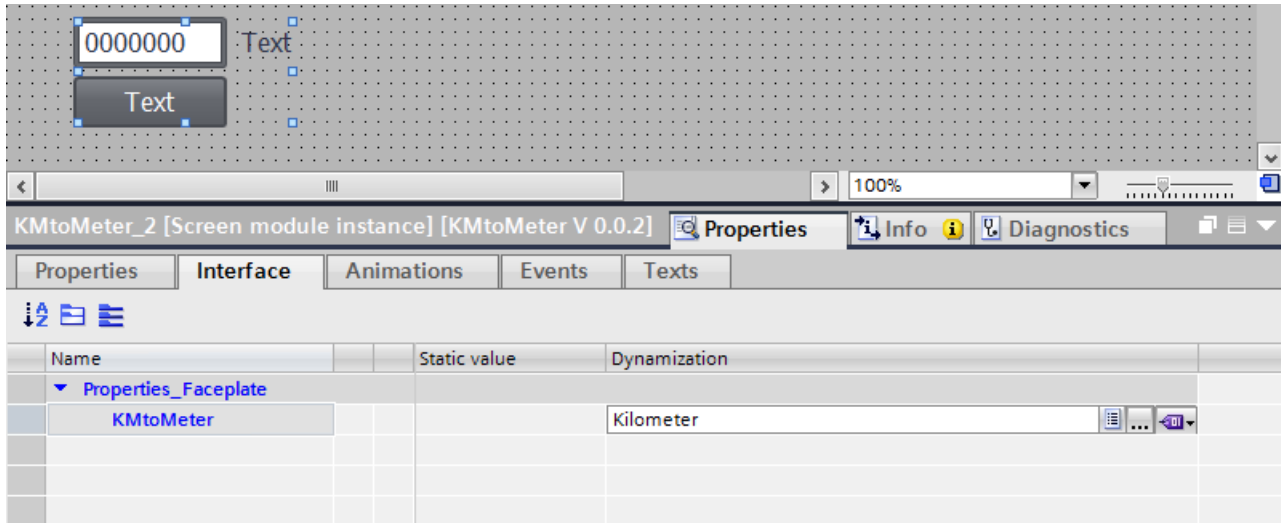 0000000 Text
Text
100%
KMtoMeter_2 [Screen module instance] [KMtoMeter V 0.0.2] Properties Info Diagnostics
Properties Interface Animations Events Texts
Name Static value Dynamization
Properties_Faceplate
KMtoMeter Kilometer